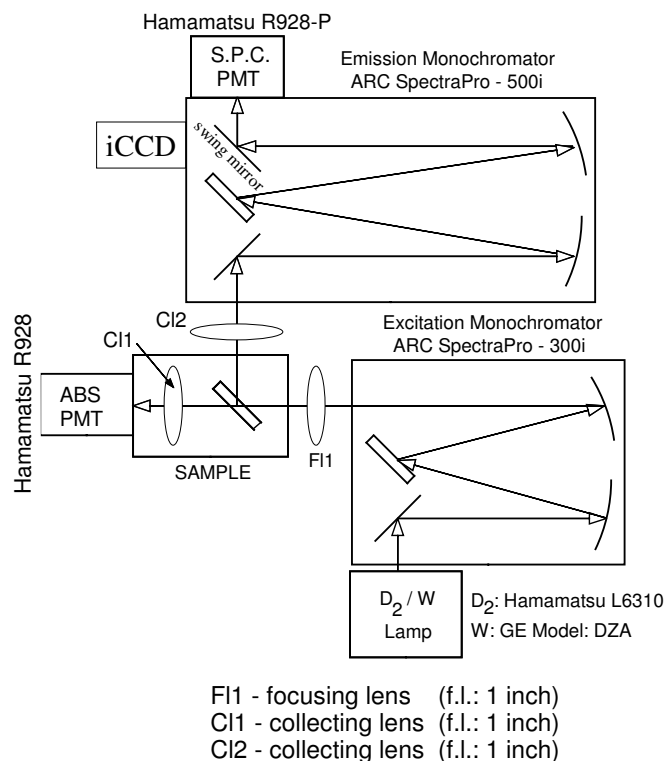 Hamamatsu R928-P
S.P.C.
PMT
Emission Monochromator
ARC SpectraPro - 500i
iCCD
swing mirror
Cl2
Cl1
Hamamatsu R928
ABS
PMT
SAMPLE
Fl1
Excitation Monochromator
ARC SpectraPro - 300i
D2 / W
Lamp
D2: Hamamatsu L6310
W: GE Model: DZA
Fl1 - focusing lens (f.l.: 1 inch)
Cl1 - collecting lens (f.l.: 1 inch)
Cl2 - collecting lens (f.l.: 1 inch)